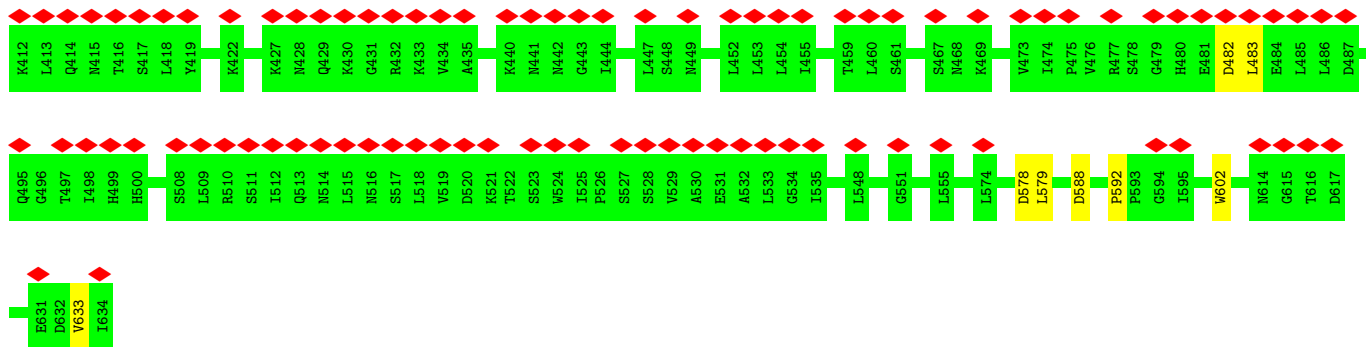 K412 L413 Q414 N415 T416 S417 L418 Y419 K422 K427 N428 Q429 K430 G431 R432 K433 V434 A435 K440 N441 N442 G443 I444 L447 S448 N449 L452 L453 L454 I455 T459 L460 S461 S467 N468 K469 V473 I474 P475 V476 R477 S478 G479 H480 E481 D482 L483 E484 L485 L486 D487
Q495 G496 T497 I498 H499 H500 S508 L509 R510 S511 I512 Q513 N514 L515 N516 S517 L518 V519 D520 K521 T522 S523 W524 I525 P526 S527 S528 V529 A530 E531 A532 L533 G534 I535 L548 G551 L555 L574 D578 L579 D588 P592 P593 G594 I595 W602 N614 G615 T616 D617
E631 D632 V633 I634